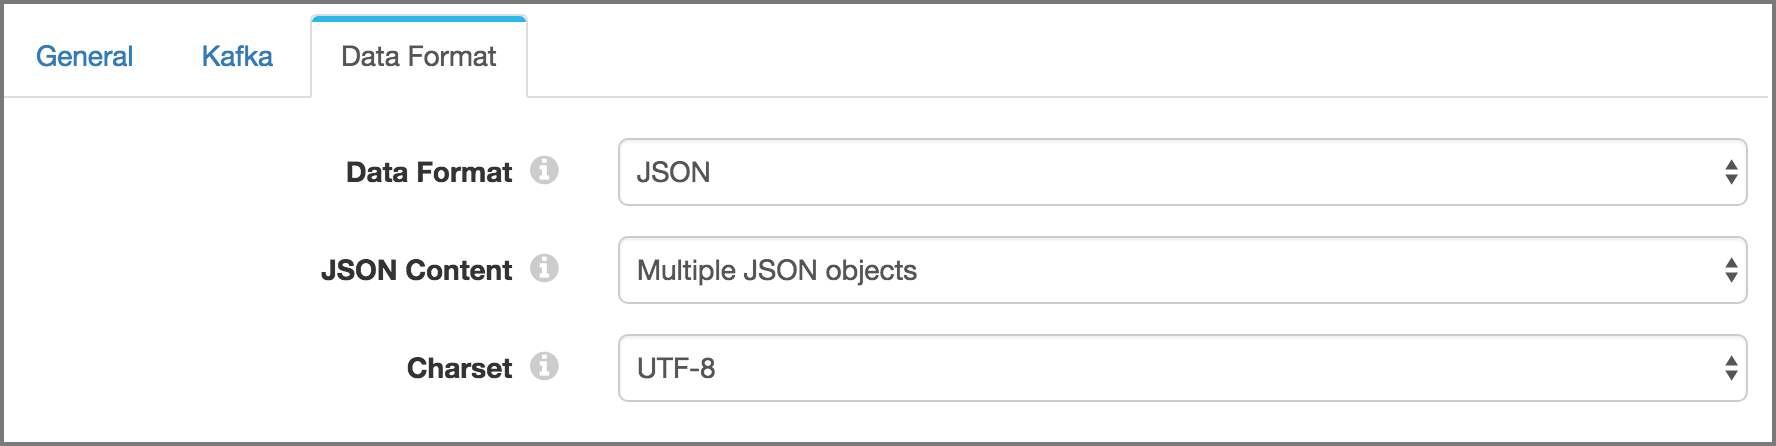 General Kafka Data Format
Data Format JSON
JSON Content Multiple JSON objects
Charset UTF-8